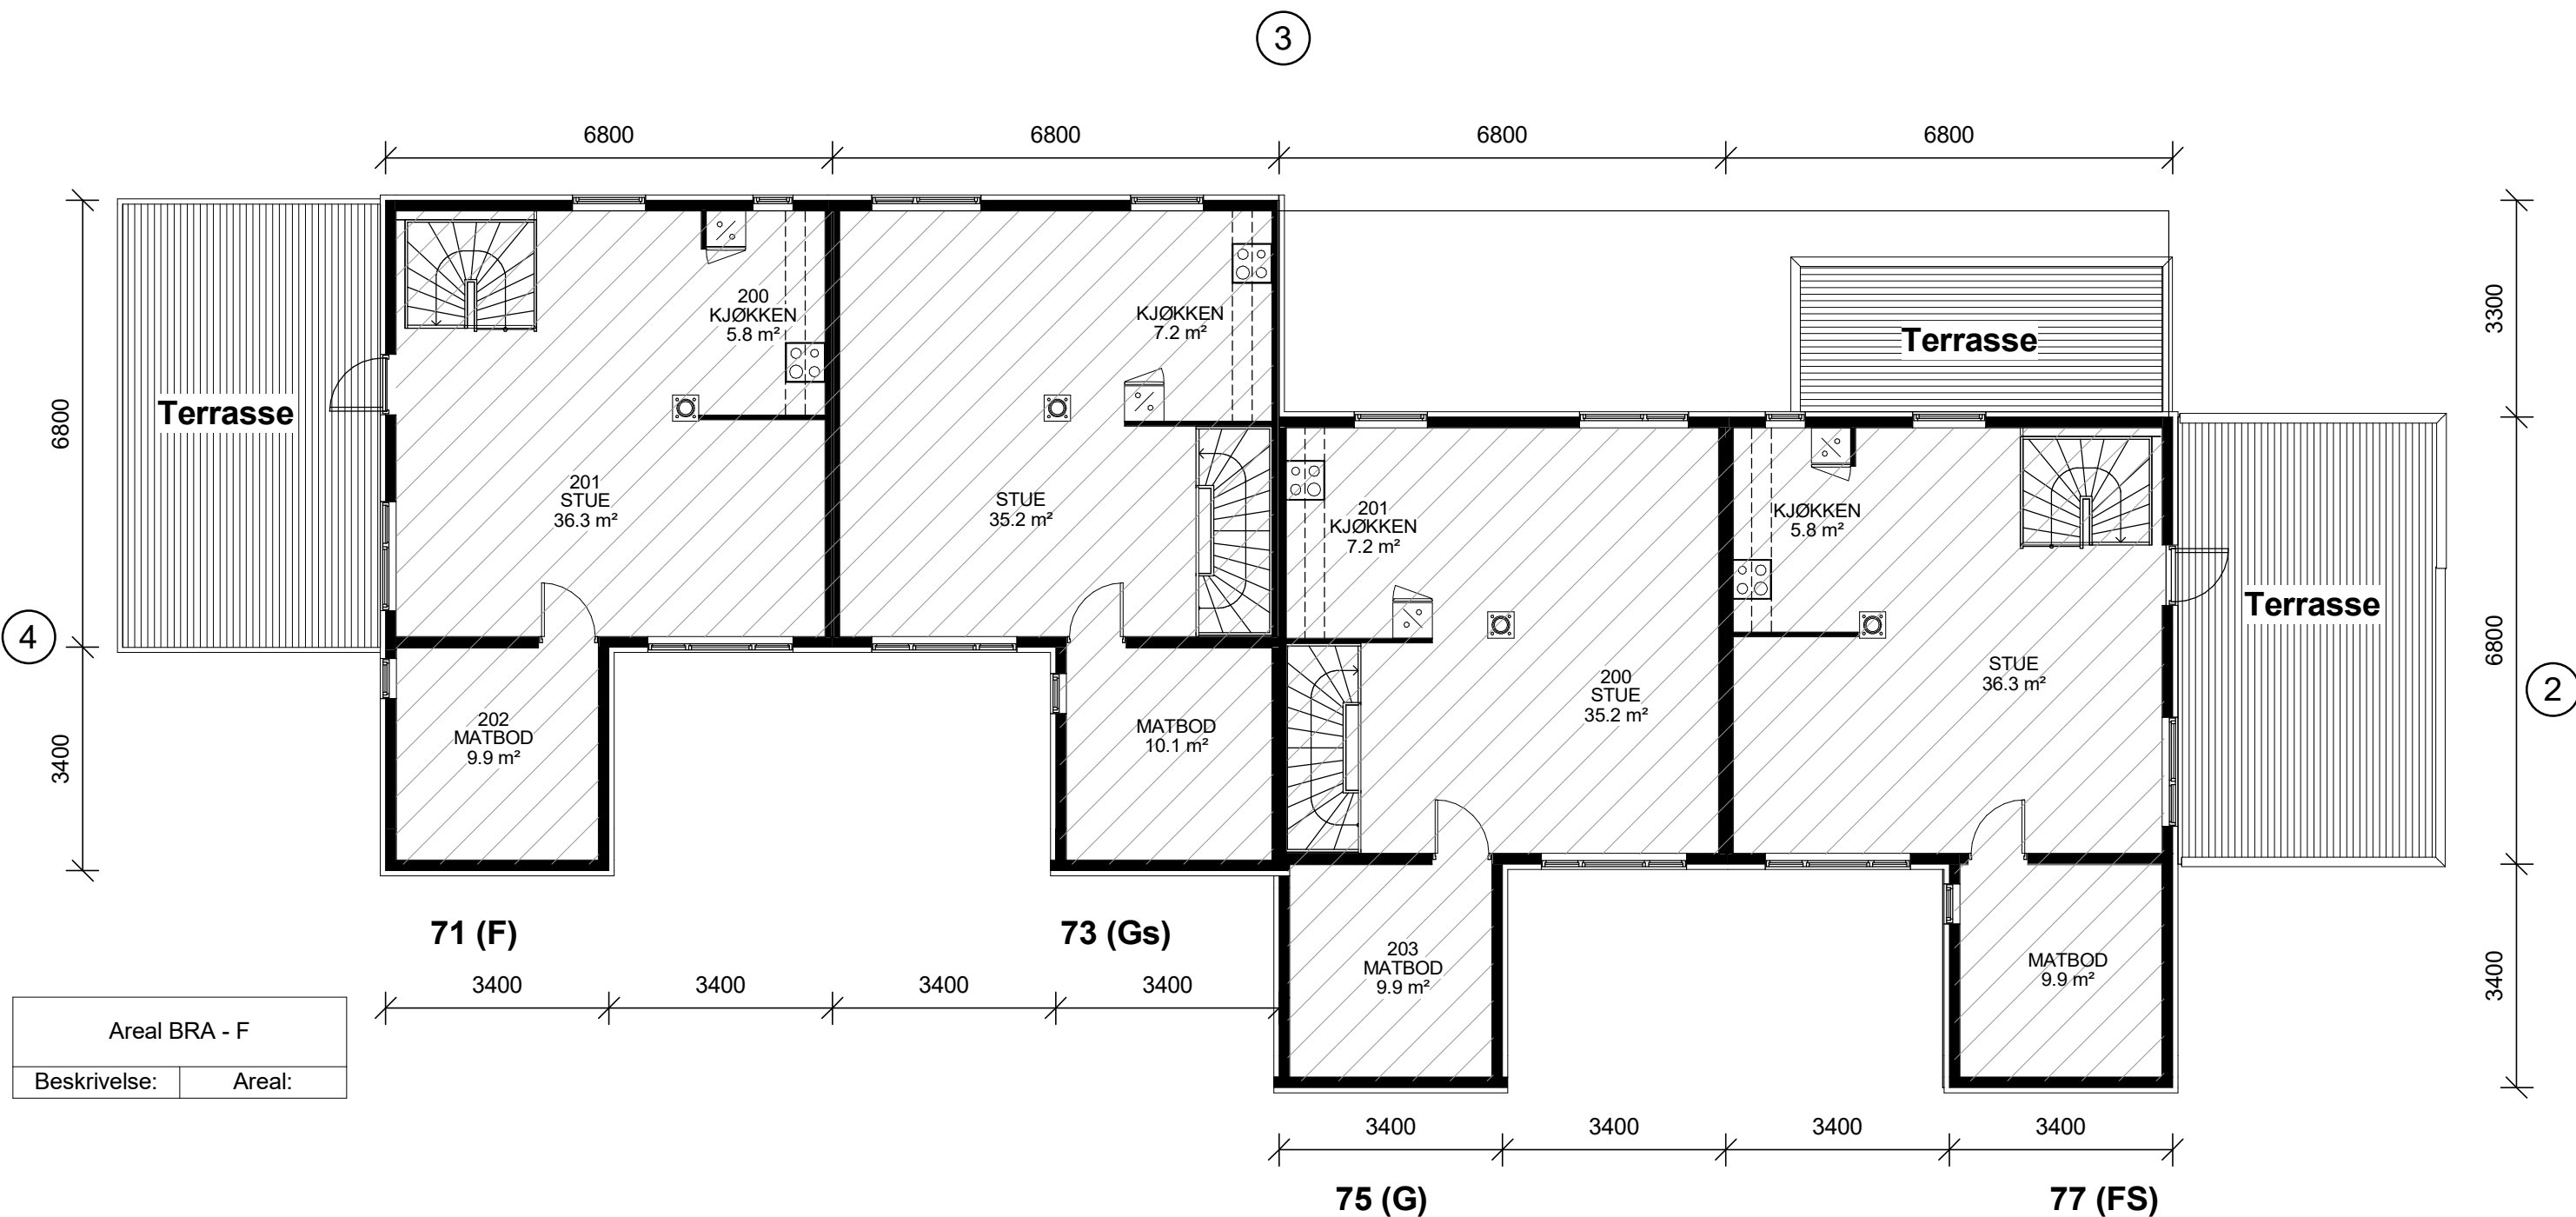 3
6800
6800
6800
6800
200
KJØKKEN
5.8 m²
KJØKKEN
7.2 m²
3300
Terrasse
Terrasse
6800
201
STUE
36.3 m²
STUE
35.2 m²
201
KJØKKEN
7.2 m²
KJØKKEN
5.8 m²
Terrasse
4
6800
2
200
STUE
35.2 m²
STUE
36.3 m²
3400
202
MATBOD
9.9 m²
MATBOD
10.1 m²
71 (F)
73 (Gs)
203
MATBOD
9.9 m²
MATBOD
9.9 m²
3400
3400
3400
3400
3400
Areal BRA - F
Beskrivelse:
Areal:
3400
3400
3400
3400
75 (G)
77 (FS)